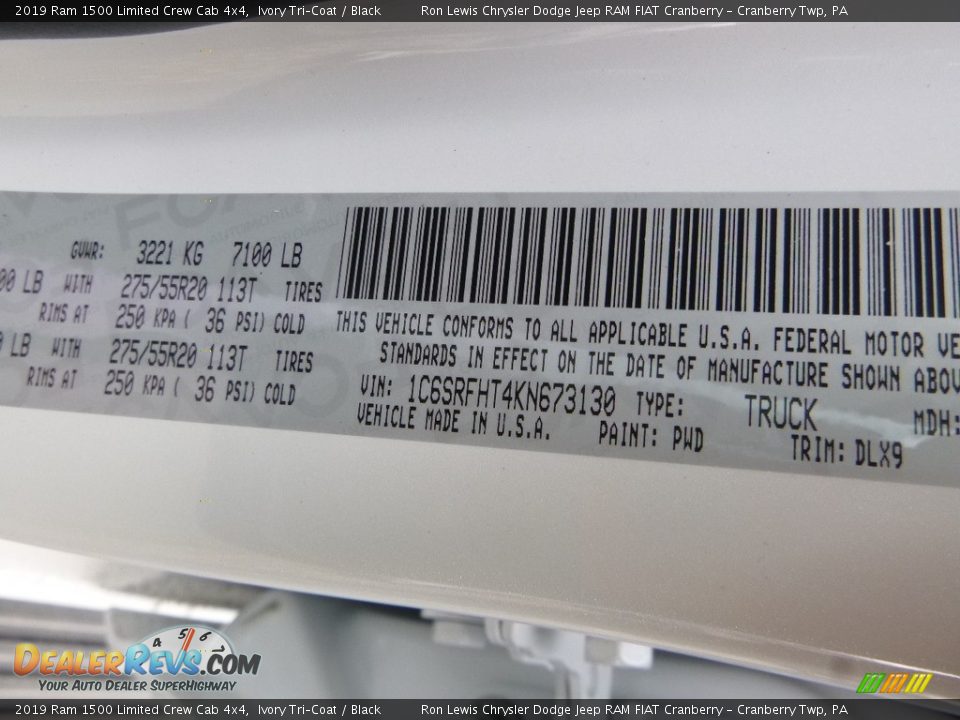 2019 Ram 1500 Limited Crew Cab 4x4, Ivory Tri-Coat / Black Ron Lewis Chrysler Dodge Jeep RAM FIAT Cranberry – Cranberry Twp, PA
GVWR: 3221 KG 7100 LB
00 LB WITH 275/55R20 113T TIRES
RIMS AT 250 KPA ( 36 PSI) COLD
LB WITH 275/55R20 113T TIRES
RIMS AT 250 KPA ( 36 PSI) COLD
THIS VEHICLE CONFORMS TO ALL APPLICABLE U.S.A. FEDERAL MOTOR VE
STANDARDS IN EFFECT ON THE DATE OF MANUFACTURE SHOWN ABOV
VIN: 1C6SRFHT4KN673130 TYPE: TRUCK MDH:
VEHICLE MADE IN U.S.A. PAINT: PWD TRIM: DLX9
4 5 6
DealerRevs.com
Your Auto Dealer SuperHighway
2019 Ram 1500 Limited Crew Cab 4x4, Ivory Tri-Coat / Black Ron Lewis Chrysler Dodge Jeep RAM FIAT Cranberry – Cranberry Twp, PA